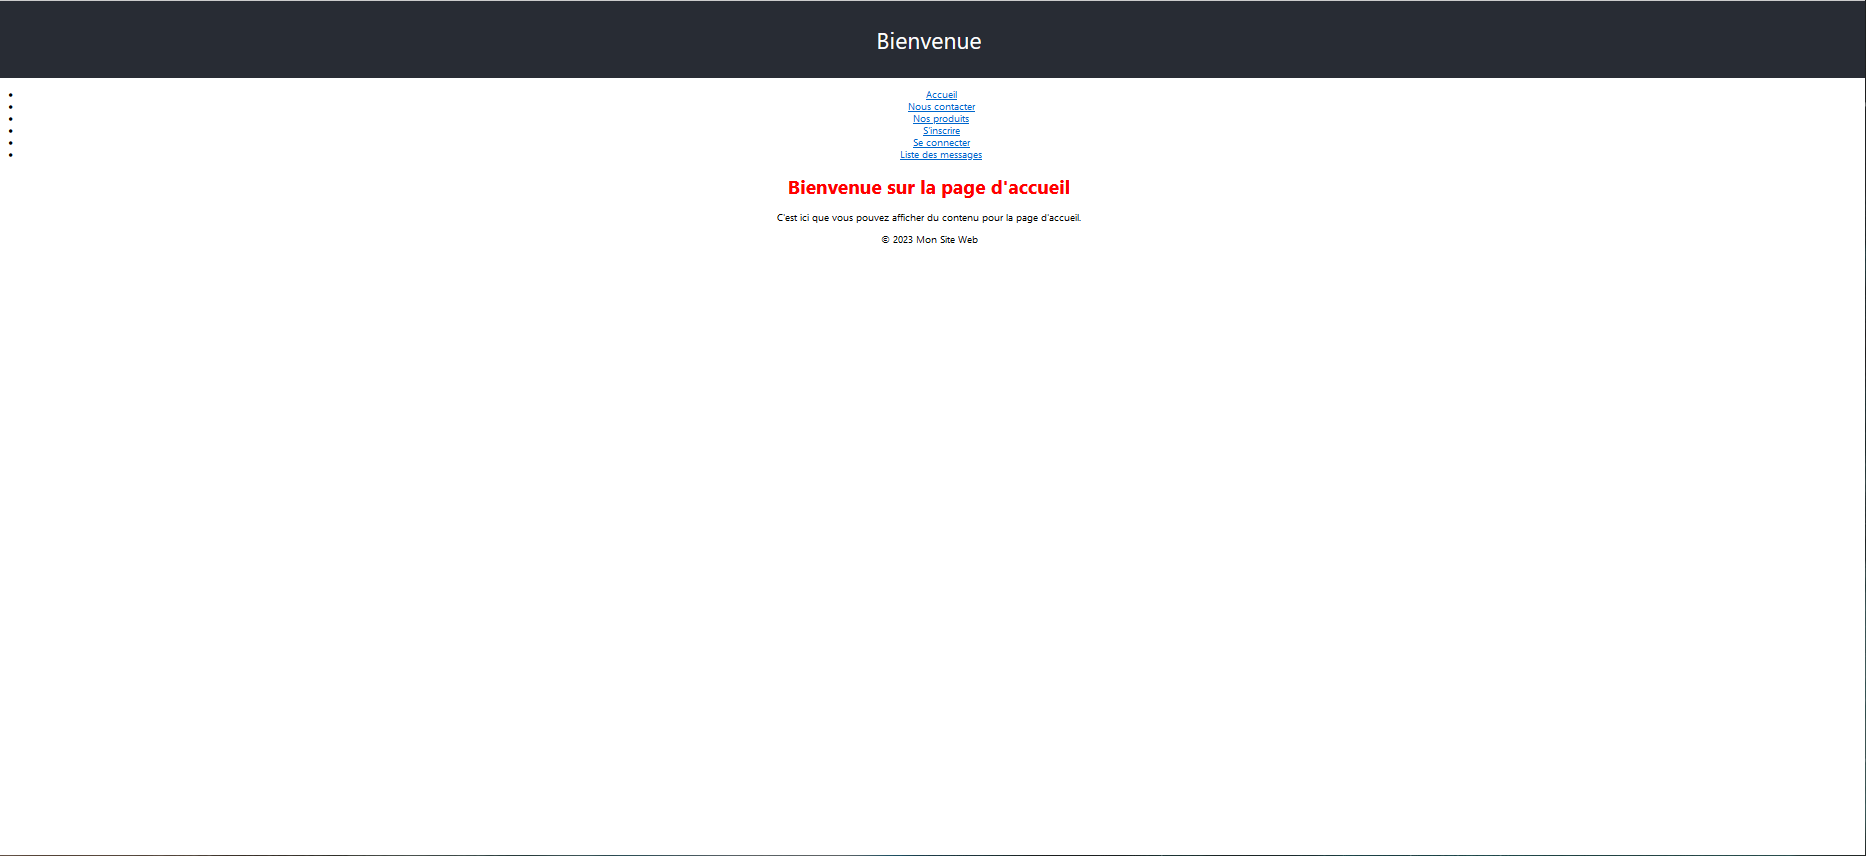 Bienvenue
Accueil
Nous contacter
Nos produits
S'inscrire
Se connecter
Liste des messages
Bienvenue sur la page d'accueil
C'est ici que vous pouvez afficher du contenu pour la page d'accueil.
© 2023 Mon Site Web